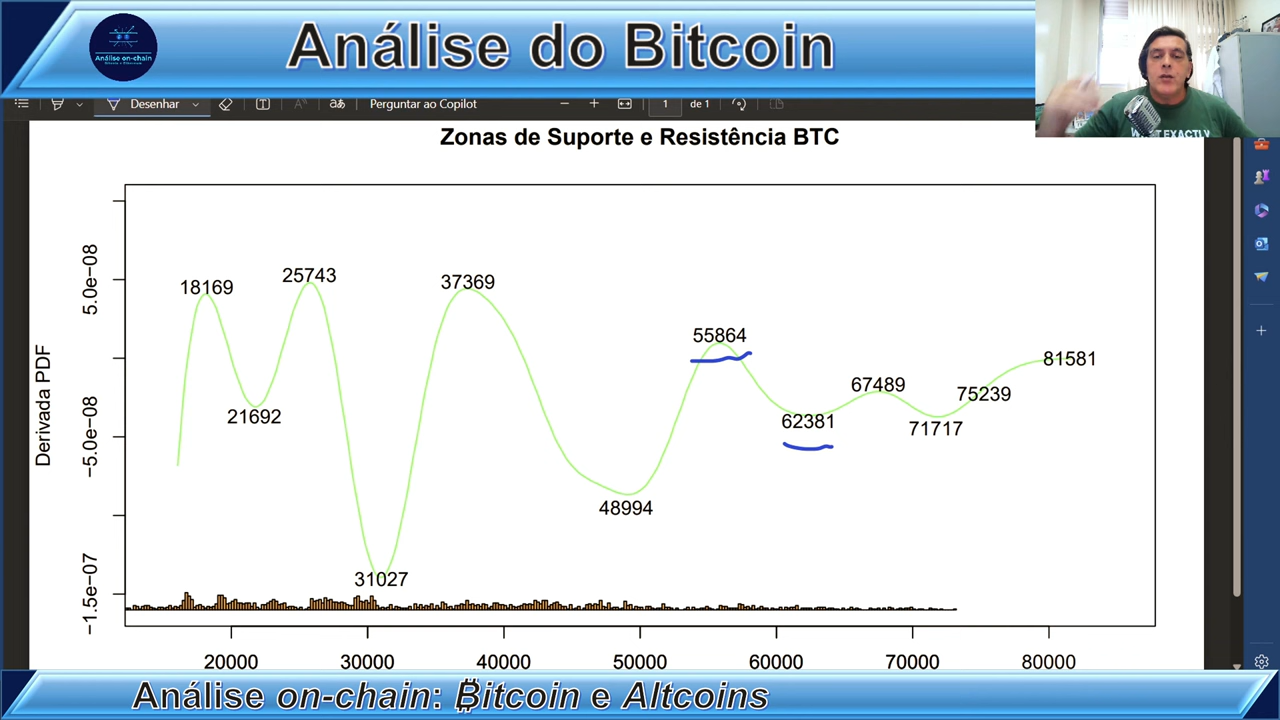 Análise do Bitcoin
Análise on-chain
Desenhar
Perguntar ao Copilot
1 de 1
Zonas de Suporte e Resistência BTC
Derivada PDF
5.0e−08
−5.0e−08
−1.5e−07
18169
25743
37369
55864
67489
81581
75239
21692
62381
71717
48994
31027
20000 30000 40000 50000 60000 70000 80000
Análise on-chain: ₿itcoin e Altcoins